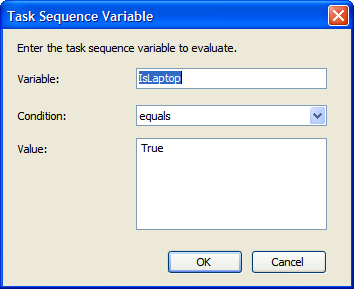 Task Sequence Variable
Enter the task sequence variable to evaluate.
Variable: IsLaptop
Condition: equals
Value: True
OK Cancel